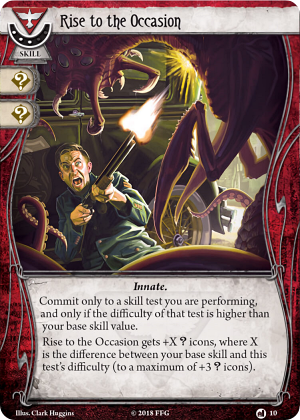 Rise to the Occasion
SKILL
?
?
Innate.
Commit only to a skill test you are performing,
and only if the difficulty of that test is higher than
your base skill value.
Rise to the Occasion gets +X ? icons, where X
is the difference between your base skill and this
test's difficulty (to a maximum of +3 ? icons).
Illus. Clark Huggins
© 2018 FFG
10